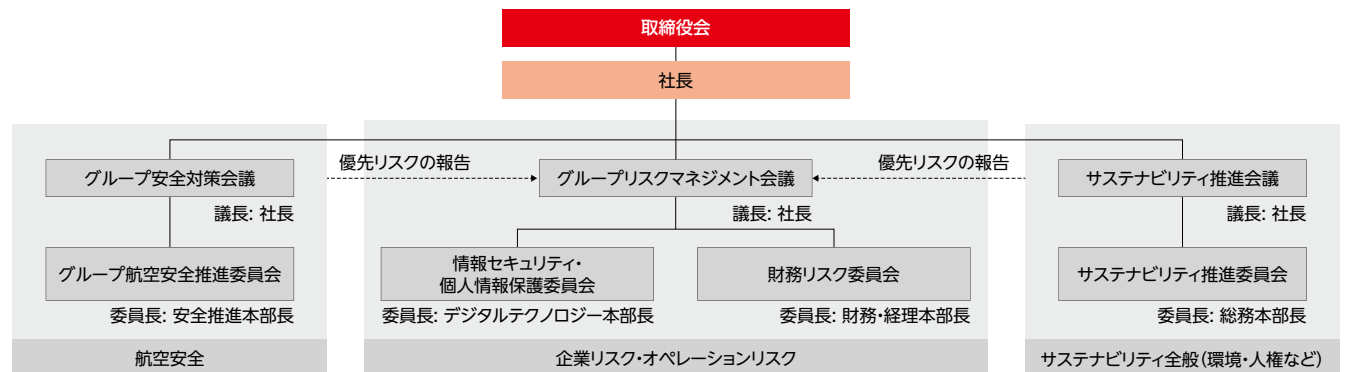 取締役会
社長
優先リスクの報告
優先リスクの報告
グループ安全対策会議
グループリスクマネジメント会議
サステナビリティ推進会議
議長: 社長
議長: 社長
議長: 社長
グループ航空安全推進委員会
情報セキュリティ・
個人情報保護委員会
財務リスク委員会
サステナビリティ推進委員会
委員長: 安全推進本部長
委員長: デジタルテクノロジー本部長
委員長: 財務・経理本部長
委員長: 総務本部長
航空安全
企業リスク・オペレーションリスク
サステナビリティ全般(環境・人権など)